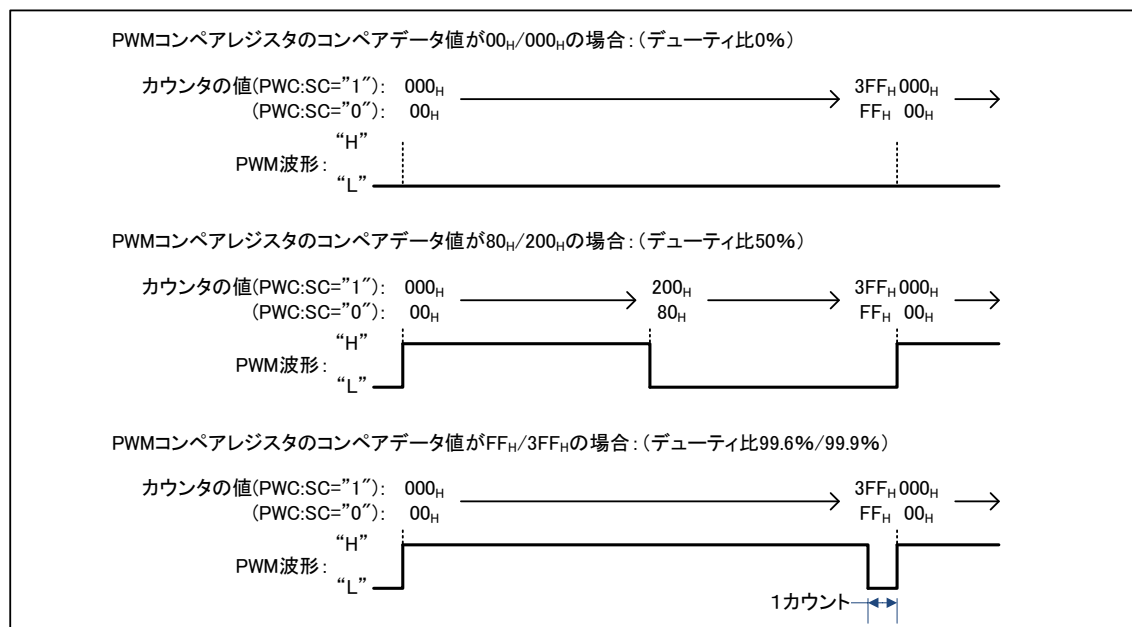 PWMコンペアレジスタのコンペアデータ値が00H/000Hの場合:(デューティ比0%)
カウンタの値(PWC:SC="1"): 000H 3FFH 000H
(PWC:SC="0"): 00H FFH 00H
"H"
PWM波形:
"L"
PWMコンペアレジスタのコンペアデータ値が80H/200Hの場合:(デューティ比50%)
カウンタの値(PWC:SC="1"): 000H 200H 3FFH 000H
(PWC:SC="0"): 00H 80H FFH 00H
"H"
PWM波形:
"L"
PWMコンペアレジスタのコンペアデータ値がFFH/3FFHの場合:(デューティ比99.6%/99.9%)
カウンタの値(PWC:SC="1"): 000H 3FFH 000H
(PWC:SC="0"): 00H FFH 00H
"H"
PWM波形:
"L"
1カウント